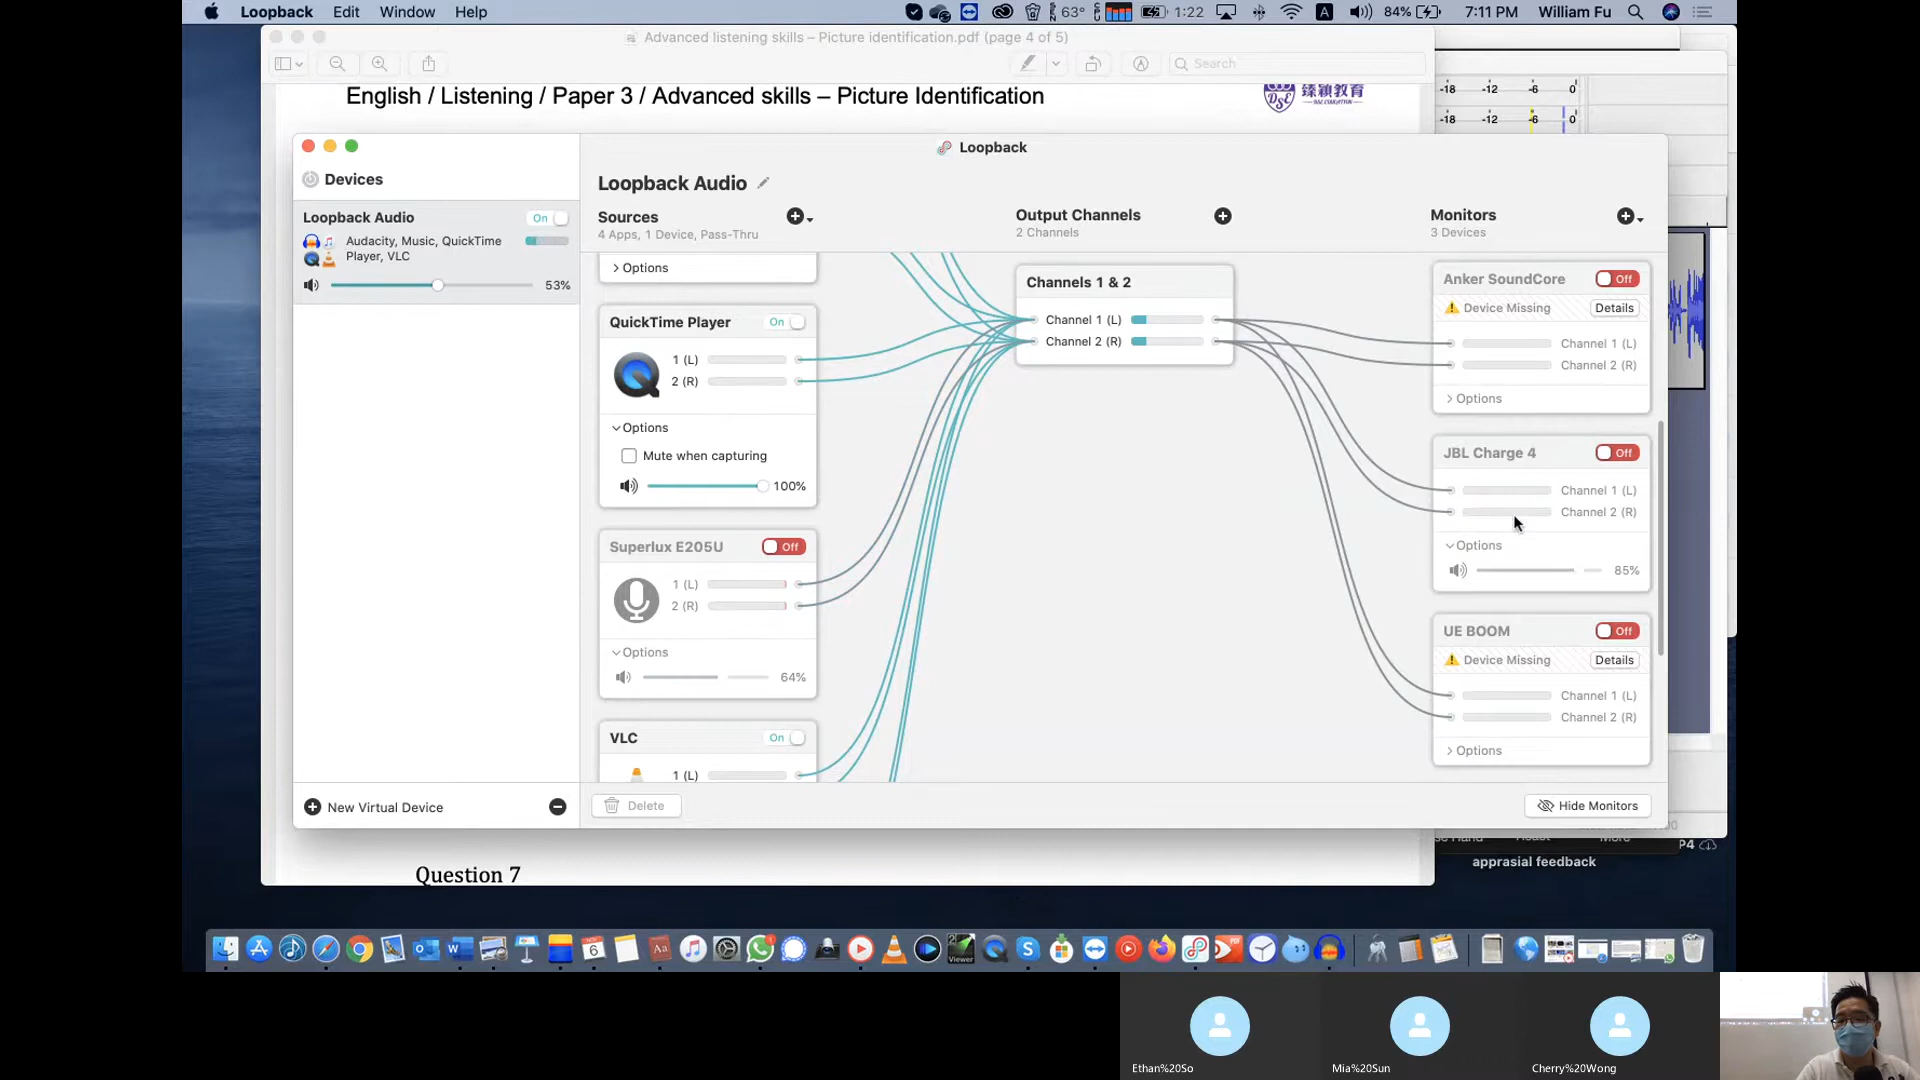 Loopback Edit Window Help
63° 1:22 A 84% 7:11 PM William Fu
Advanced listening skills – Picture identification.pdf (page 4 of 5)
Search
English / Listening / Paper 3 / Advanced skills – Picture Identification
臻穎教育
DSE
-18 -12 -6 0
-18 -12 -6 0
Loopback
Devices
Loopback Audio
On
Audacity, Music, QuickTime
Player, VLC
53%
New Virtual Device
Loopback Audio
Sources
4 Apps, 1 Device, Pass-Thru
Output Channels
2 Channels
Monitors
3 Devices
Options
QuickTime Player On
1 (L)
2 (R)
Options
Mute when capturing
100%
Superlux E205U Off
1 (L)
2 (R)
Options
64%
VLC On
1 (L)
Channels 1 & 2
Channel 1 (L)
Channel 2 (R)
Anker SoundCore Off
Device Missing Details
Channel 1 (L)
Channel 2 (R)
Options
JBL Charge 4 Off
Channel 1 (L)
Channel 2 (R)
Options
85%
UE BOOM Off
Device Missing Details
Channel 1 (L)
Channel 2 (R)
Options
Delete
Hide Monitors
P4
apprasial feedback
Question 7
Ethan%20So
Mia%20Sun
Cherry%20Wong